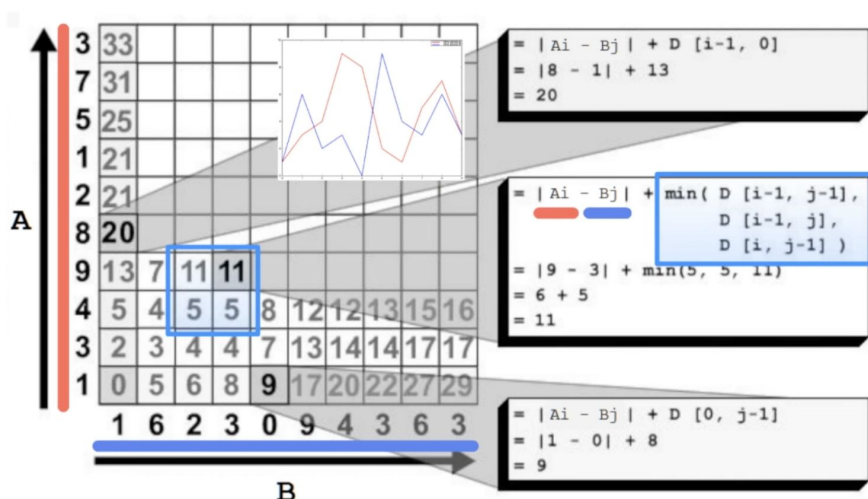 3 33
7 31
5 25
1 21
2 21
A 8 20
9 13 7 11 11
4 5 4 5 5 8 12 12 13 15 16
3 2 3 4 4 7 13 14 14 17 17
1 0 5 6 8 9 17 20 22 27 29
1 6 2 3 0 9 4 3 6 3
B
= | Ai - Bj | + D [i-1, 0]
= |8 - 1| + 13
= 20
= | Ai - Bj | + min( D [i-1, j-1],
D [i-1, j],
D [i, j-1] )
= |9 - 3| + min(5, 5, 11)
= 6 + 5
= 11
= | Ai - Bj | + D [0, j-1]
= |1 - 0| + 8
= 9